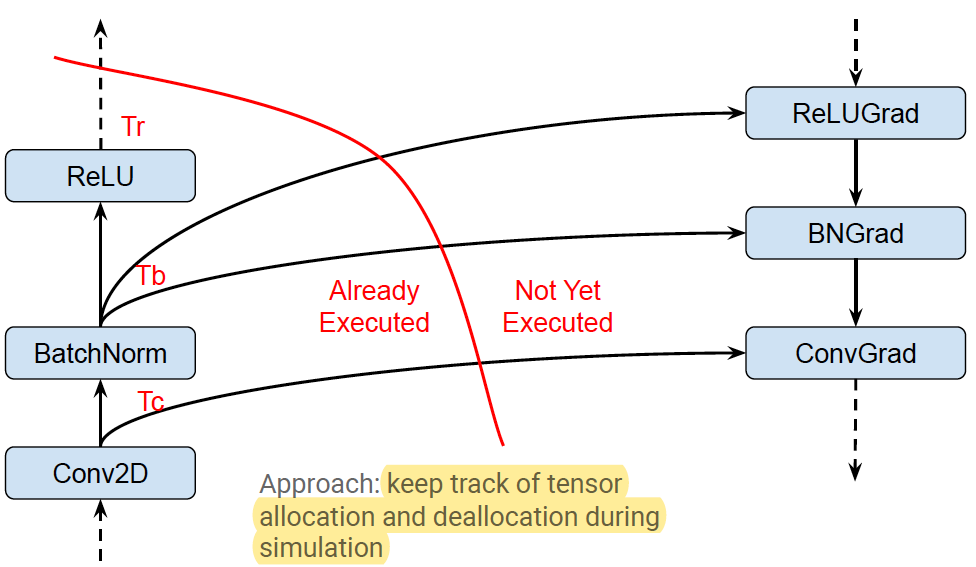 Tr
ReLU
Tb
BatchNorm
Tc
Conv2D
Already
Executed
Not Yet
Executed
ReLUGrad
BNGrad
ConvGrad
Approach: keep track of tensor
allocation and deallocation during
simulation